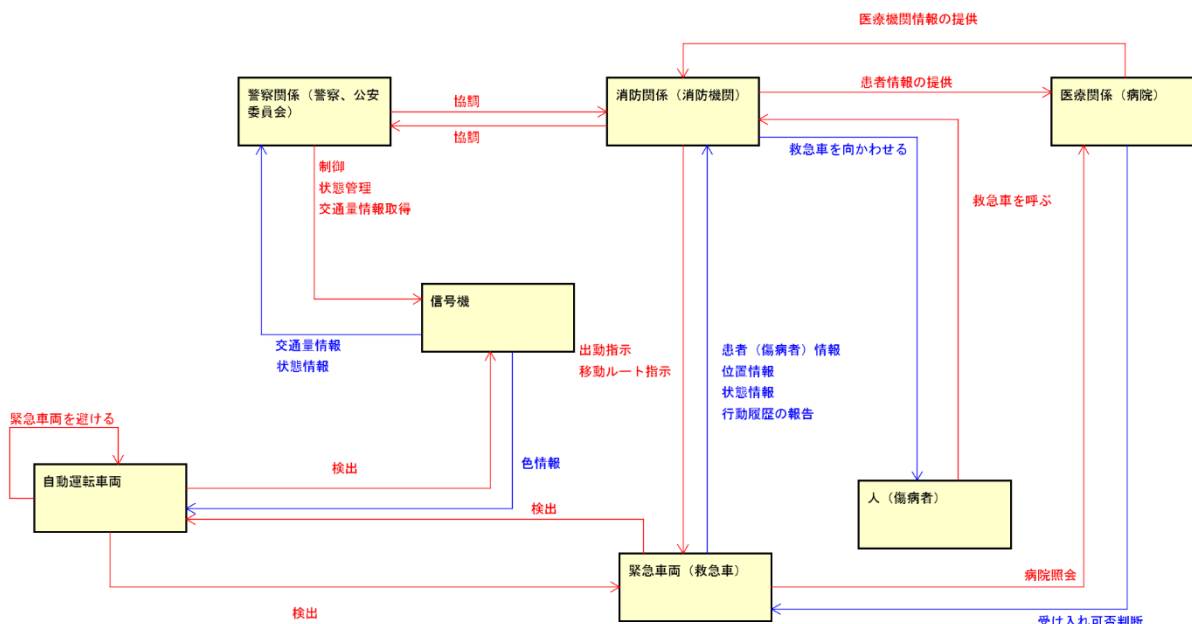 医療機関情報の提供
警察関係（警察、公安
委員会）
協調
協調
消防関係（消防機関）
患者情報の提供
医療関係（病院）
救急車を向かわせる
制御
状態管理
交通量情報取得
救急車を呼ぶ
信号機
交通量情報
状態情報
出動指示
移動ルート指示
患者（傷病者）情報
位置情報
状態情報
行動履歴の報告
緊急車両を避ける
自動運転車両
検出
色情報
検出
人（傷病者）
緊急車両（救急車）
病院照会
検出
受け入れ可否判断